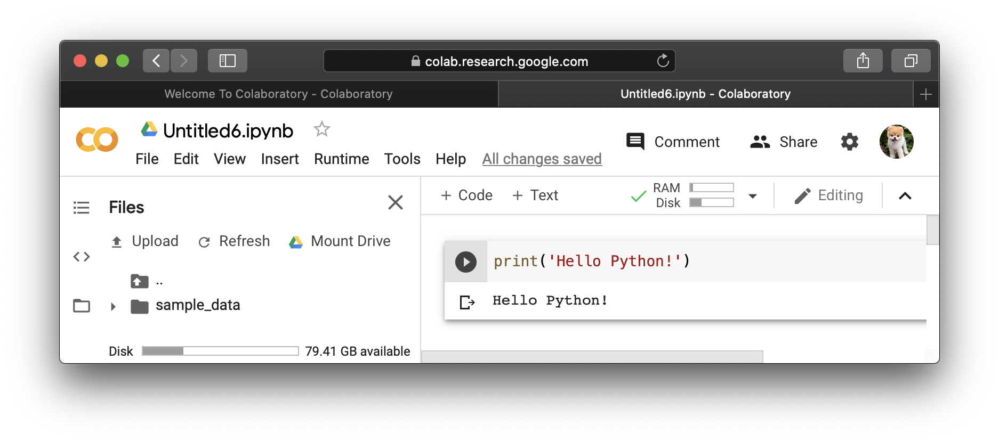 colab.research.google.com
Welcome To Colaboratory - Colaboratory
Untitled6.ipynb - Colaboratory
Untitled6.ipynb
Comment
Share
File Edit View Insert Runtime Tools Help All changes saved
Files
Upload Refresh Mount Drive
..
sample_data
Disk 79.41 GB available
+ Code + Text
RAM
Disk
Editing
print('Hello Python!')
Hello Python!